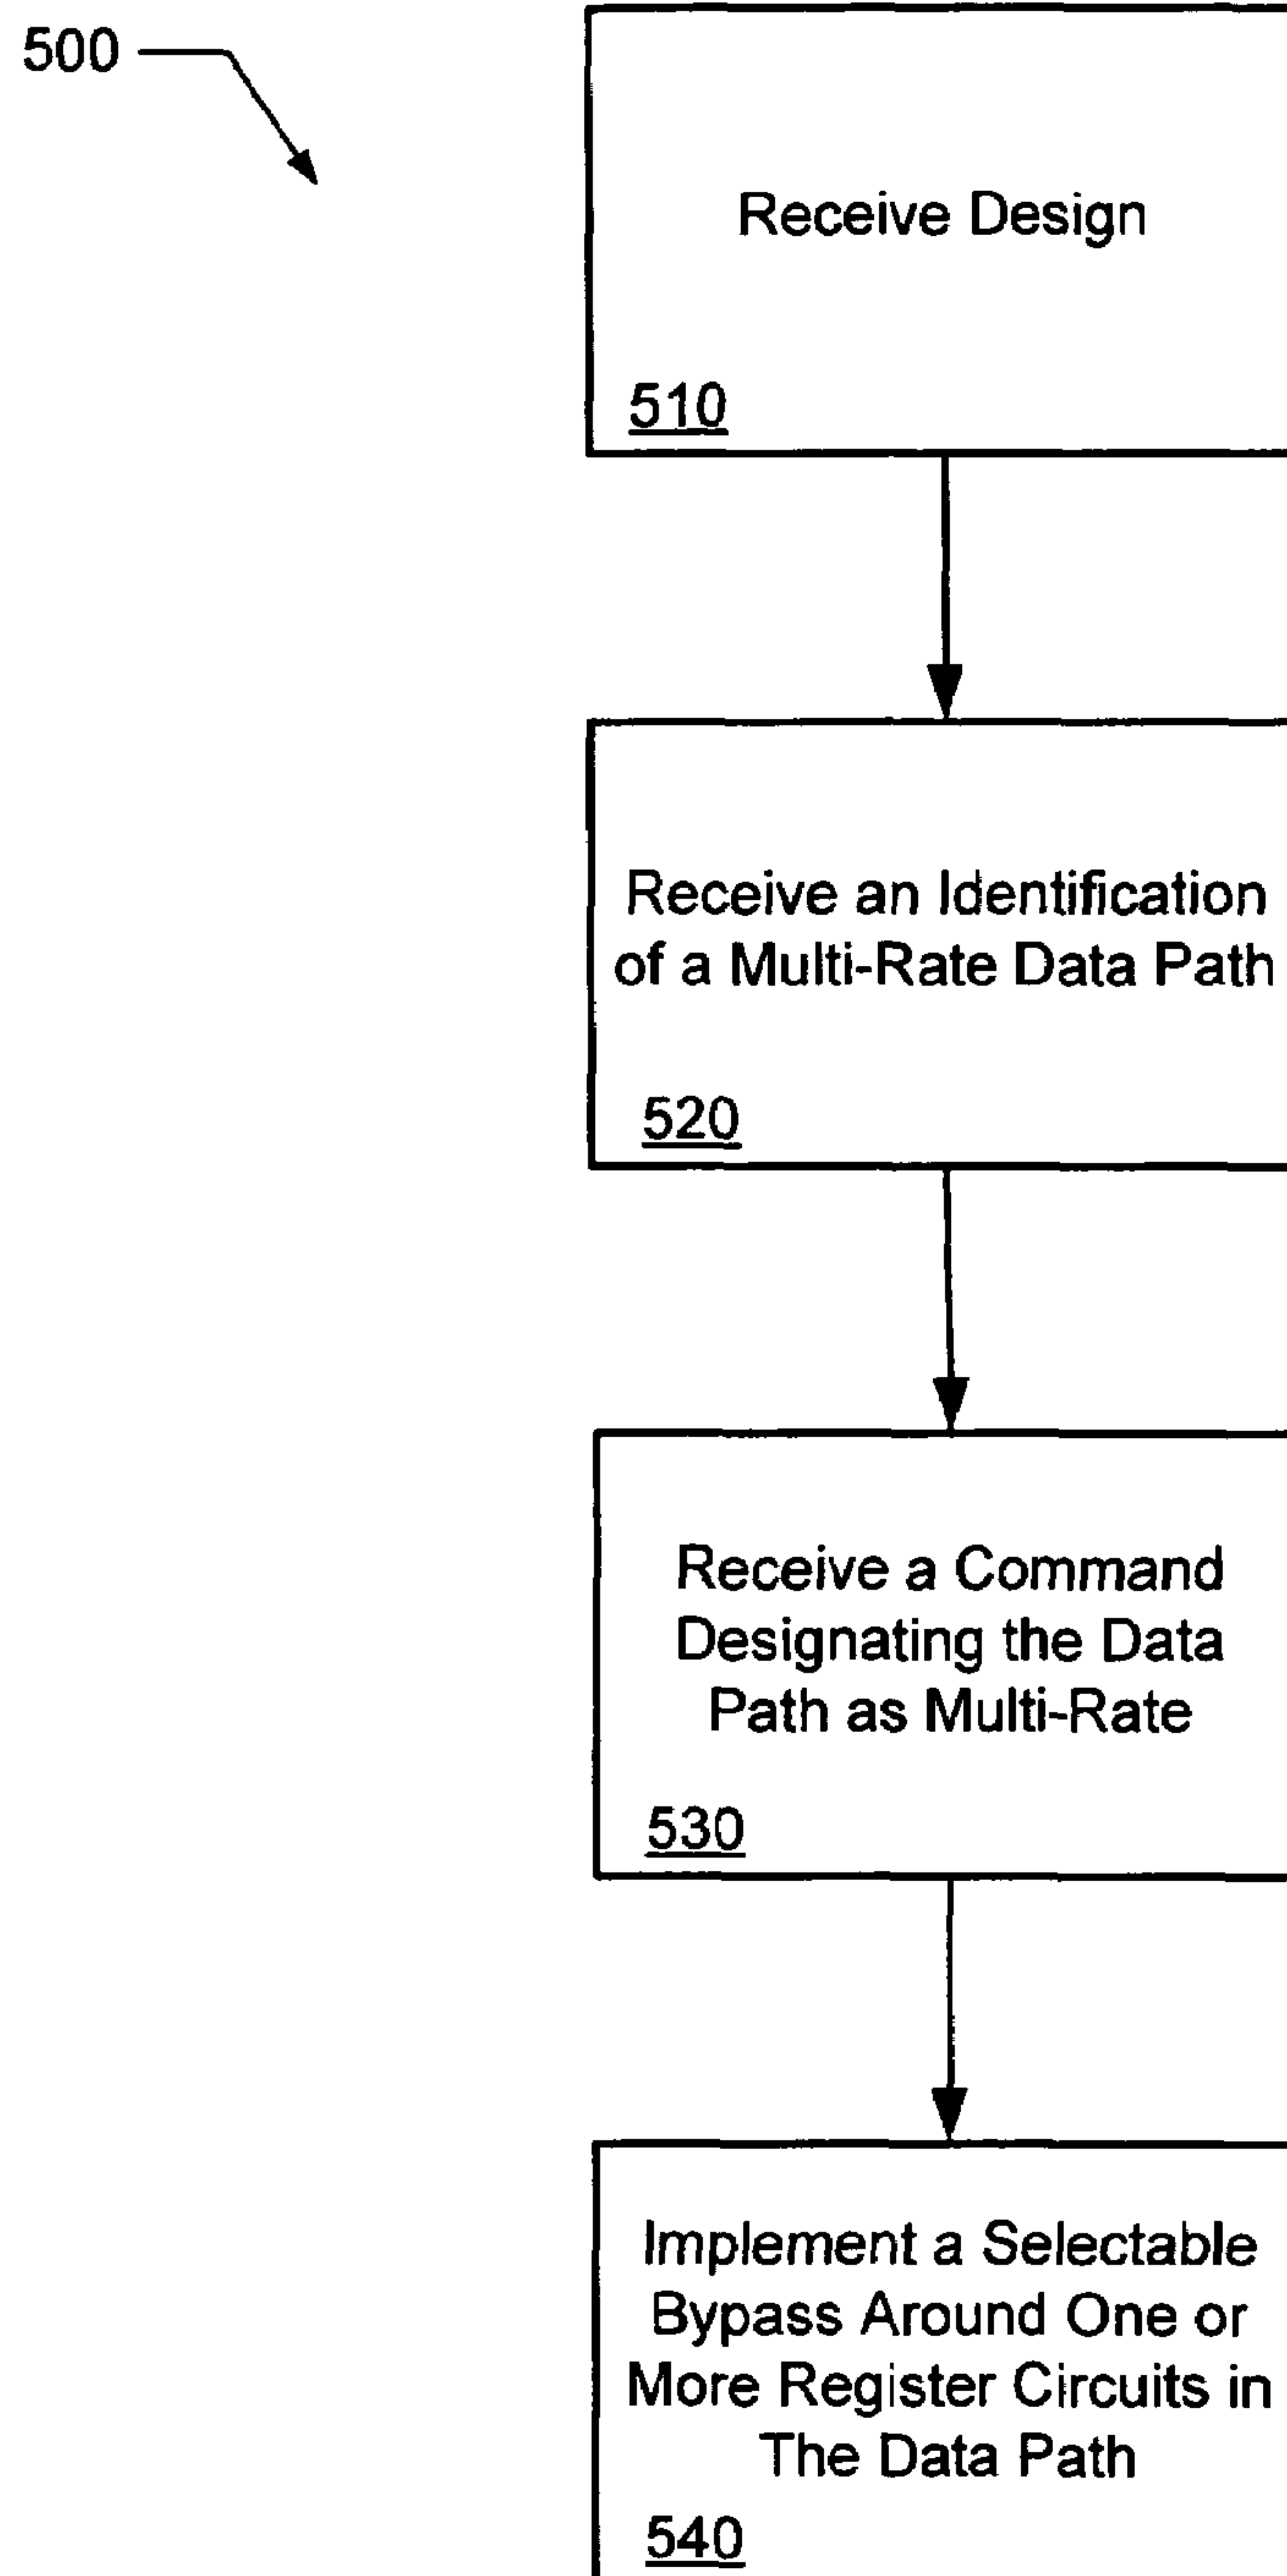 500
Receive Design
510
Receive an Identification
of a Multi-Rate Data Path
520
Receive a Command
Designating the Data
Path as Multi-Rate
530
Implement a Selectable
Bypass Around One or
More Register Circuits in
The Data Path
540